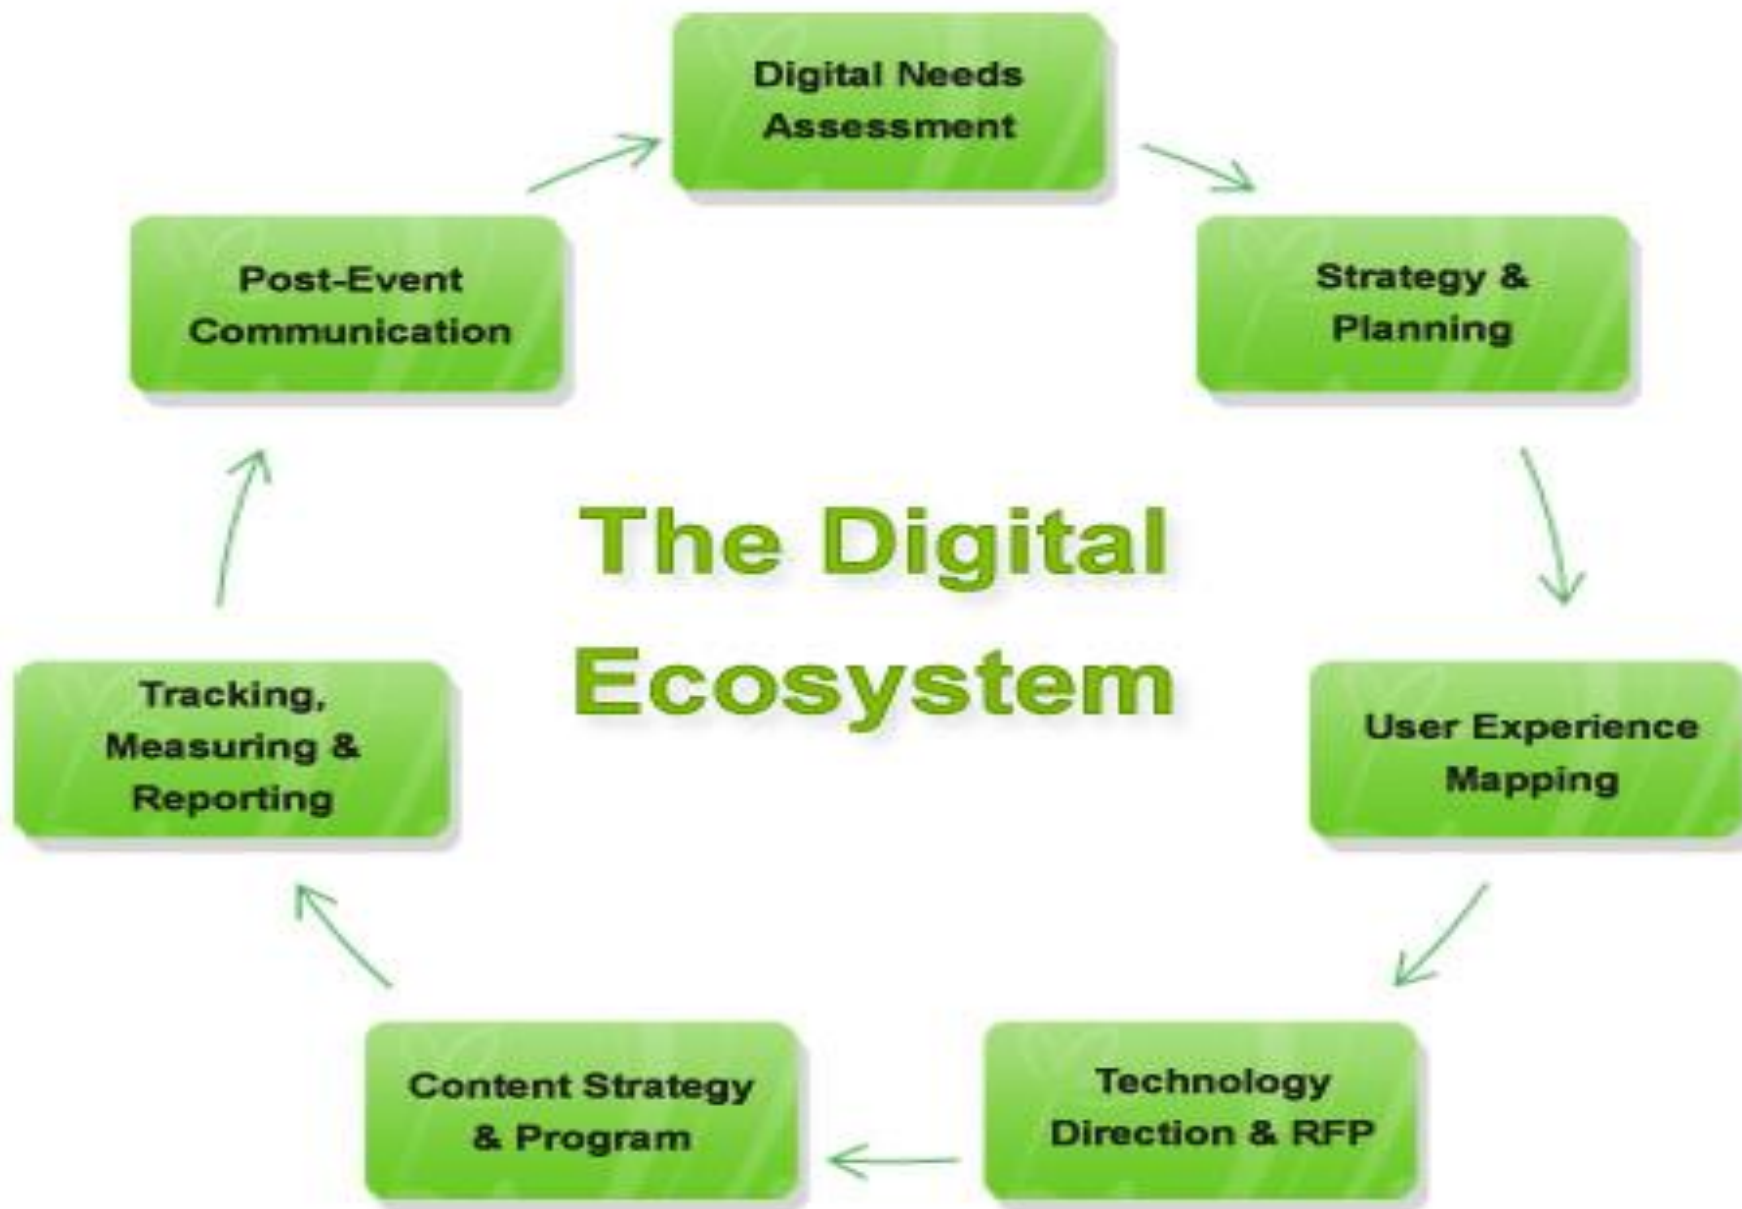 Digital Needs
Assessment
Strategy &
Planning
User Experience
Mapping
Technology
Direction & RFP
Content Strategy
& Program
Tracking,
Measuring &
Reporting
Post-Event
Communication
The Digital
Ecosystem